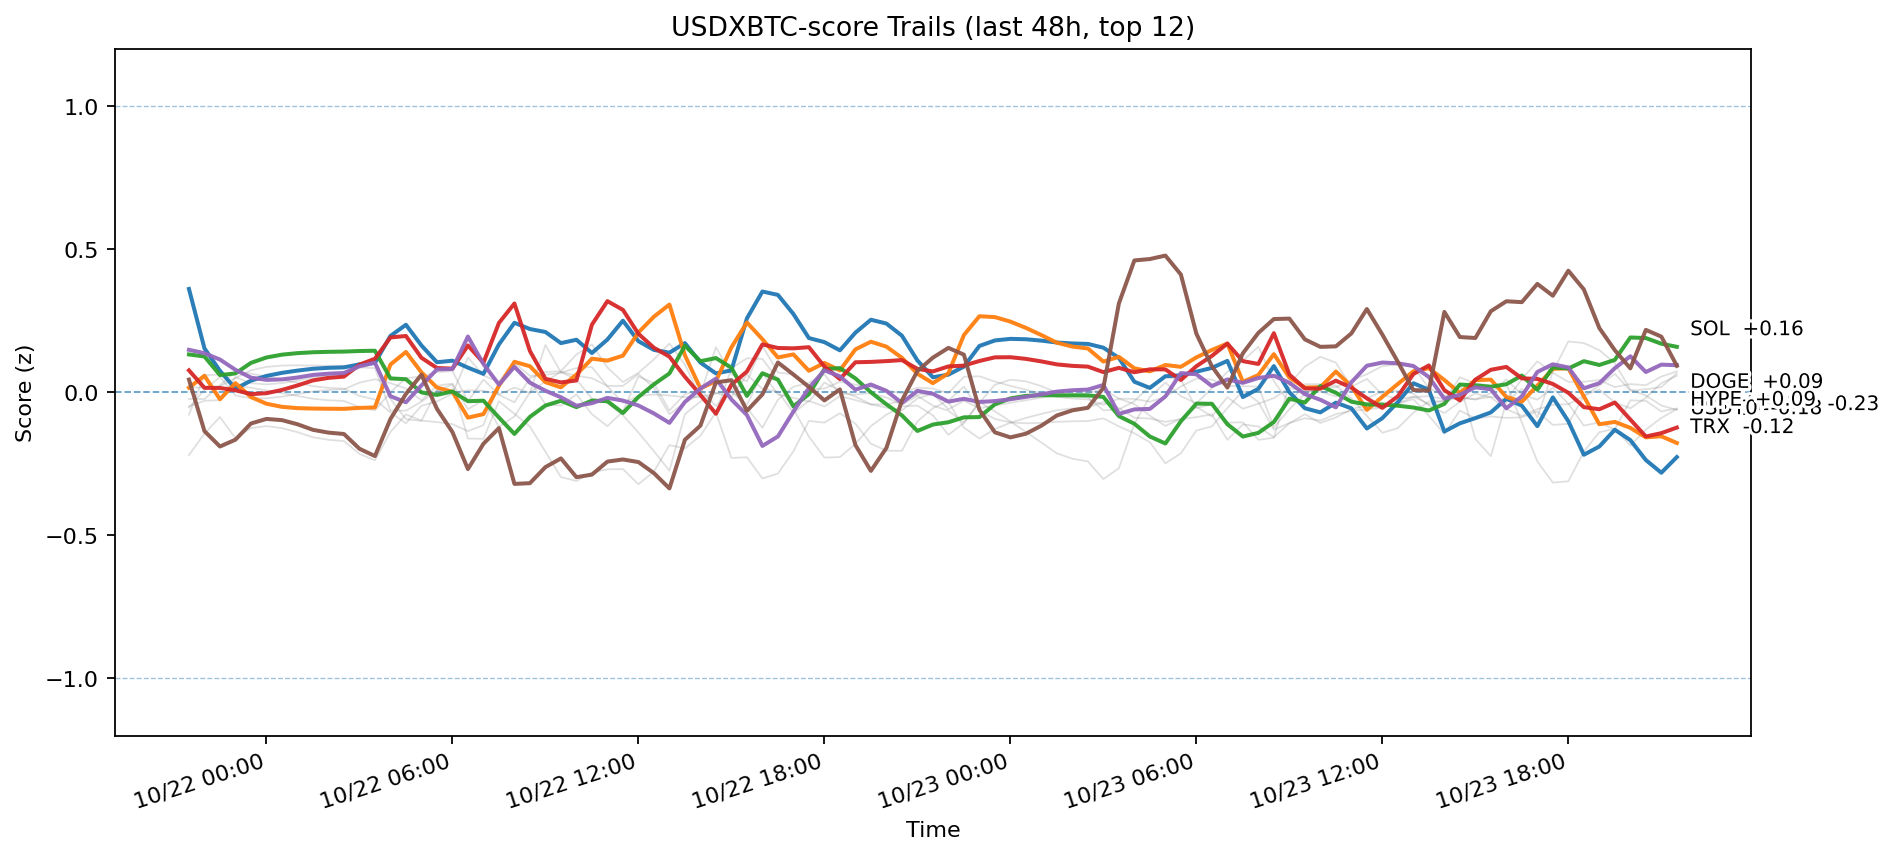 USDXBTC-score Trails (last 48h, top 12)
Score (z)
1.0
0.5
0.0
−0.5
−1.0
SOL +0.16
DOGE +0.09
HYPE +0.09
-0.23
TRX -0.12
10/22 00:00
10/22 06:00
10/22 12:00
10/22 18:00
10/23 00:00
10/23 06:00
10/23 12:00
10/23 18:00
Time